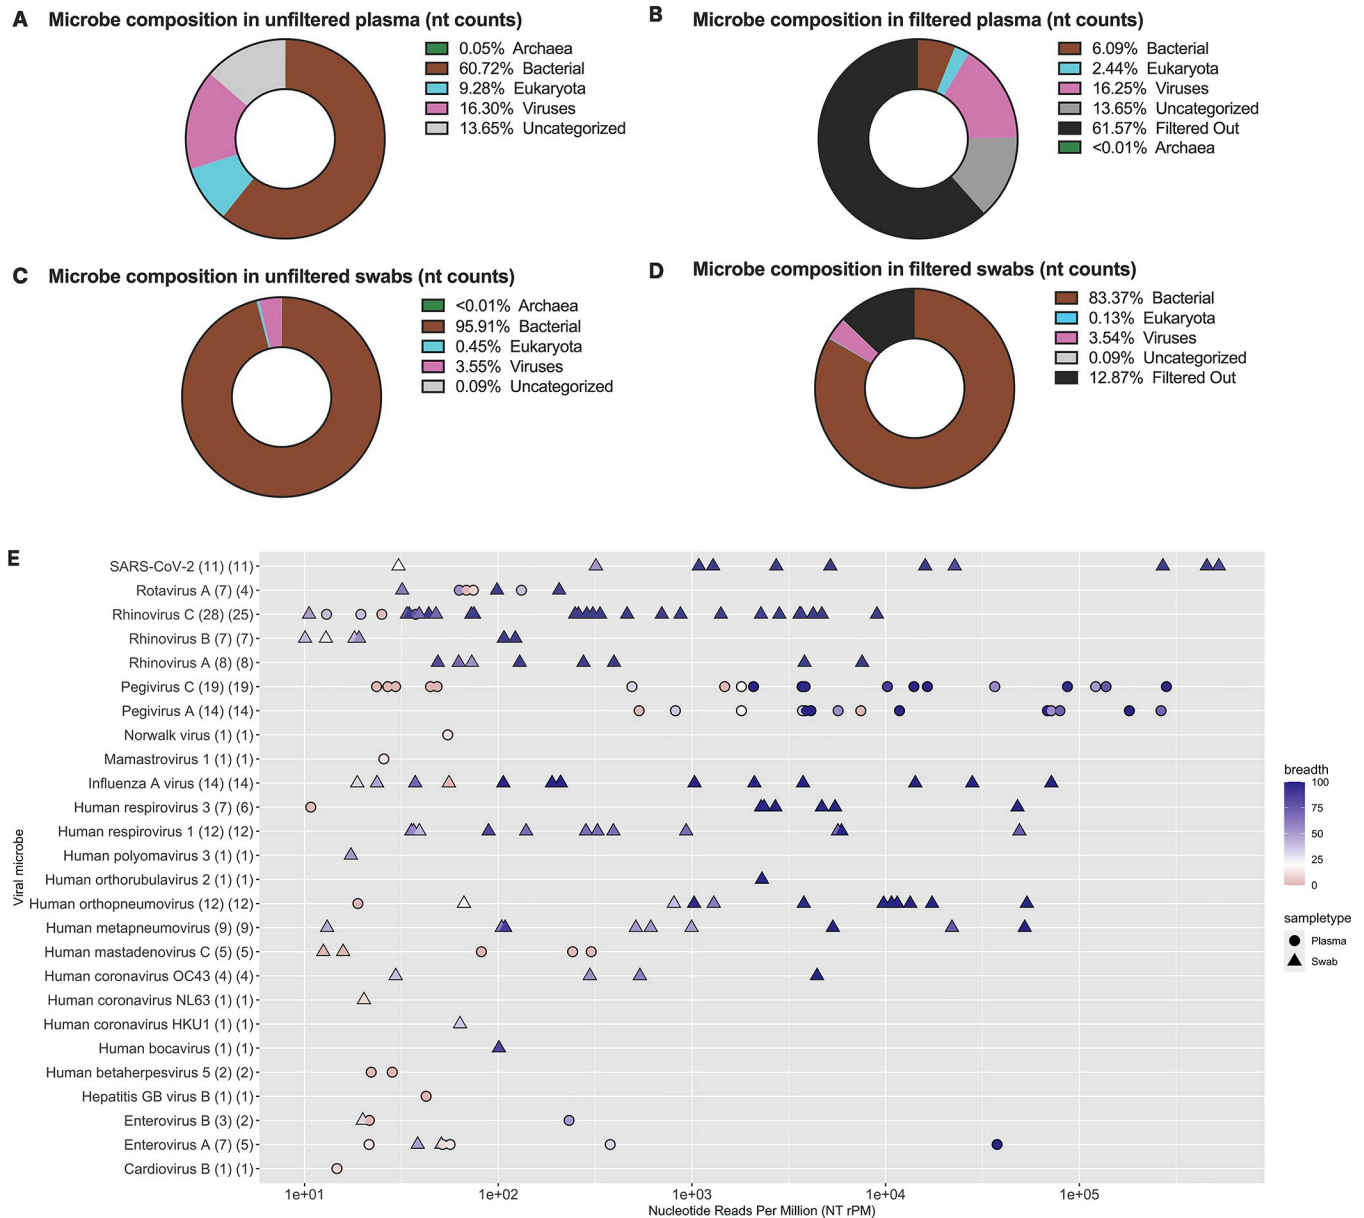 A Microbe composition in unfiltered plasma (nt counts)
0.05% Archaea
60.72% Bacterial
9.28% Eukaryota
16.30% Viruses
13.65% Uncategorized
B Microbe composition in filtered plasma (nt counts)
6.09% Bacterial
2.44% Eukaryota
16.25% Viruses
13.65% Uncategorized
61.57% Filtered Out
<0.01% Archaea
C Microbe composition in unfiltered swabs (nt counts)
<0.01% Archaea
95.91% Bacterial
0.45% Eukaryota
3.55% Viruses
0.09% Uncategorized
D Microbe composition in filtered swabs (nt counts)
83.37% Bacterial
0.13% Eukaryota
3.54% Viruses
0.09% Uncategorized
12.87% Filtered Out
E
Viral microbe
SARS-CoV-2 (11) (11)
Rotavirus A (7) (4)
Rhinovirus C (28) (25)
Rhinovirus B (7) (7)
Rhinovirus A (8) (8)
Pegivirus C (19) (19)
Pegivirus A (14) (14)
Norwalk virus (1) (1)
Mamastrovirus 1 (1) (1)
Influenza A virus (14) (14)
Human respirovirus 3 (7) (6)
Human respirovirus 1 (12) (12)
Human polyomavirus 3 (1) (1)
Human orthorubulavirus 2 (1) (1)
Human orthopneumovirus (12) (12)
Human metapneumovirus (9) (9)
Human mastadenovirus C (5) (5)
Human coronavirus OC43 (4) (4)
Human coronavirus NL63 (1) (1)
Human coronavirus HKU1 (1) (1)
Human bocavirus (1) (1)
Human betaherpesvirus 5 (2) (2)
Hepatitis GB virus B (1) (1)
Enterovirus B (3) (2)
Enterovirus A (7) (5)
Cardiovirus B (1) (1)
1e+01 1e+02 1e+03 1e+04 1e+05
Nucleotide Reads Per Million (NT rPM)
breadth
100
75
50
25
0
sampletype
Plasma
Swab